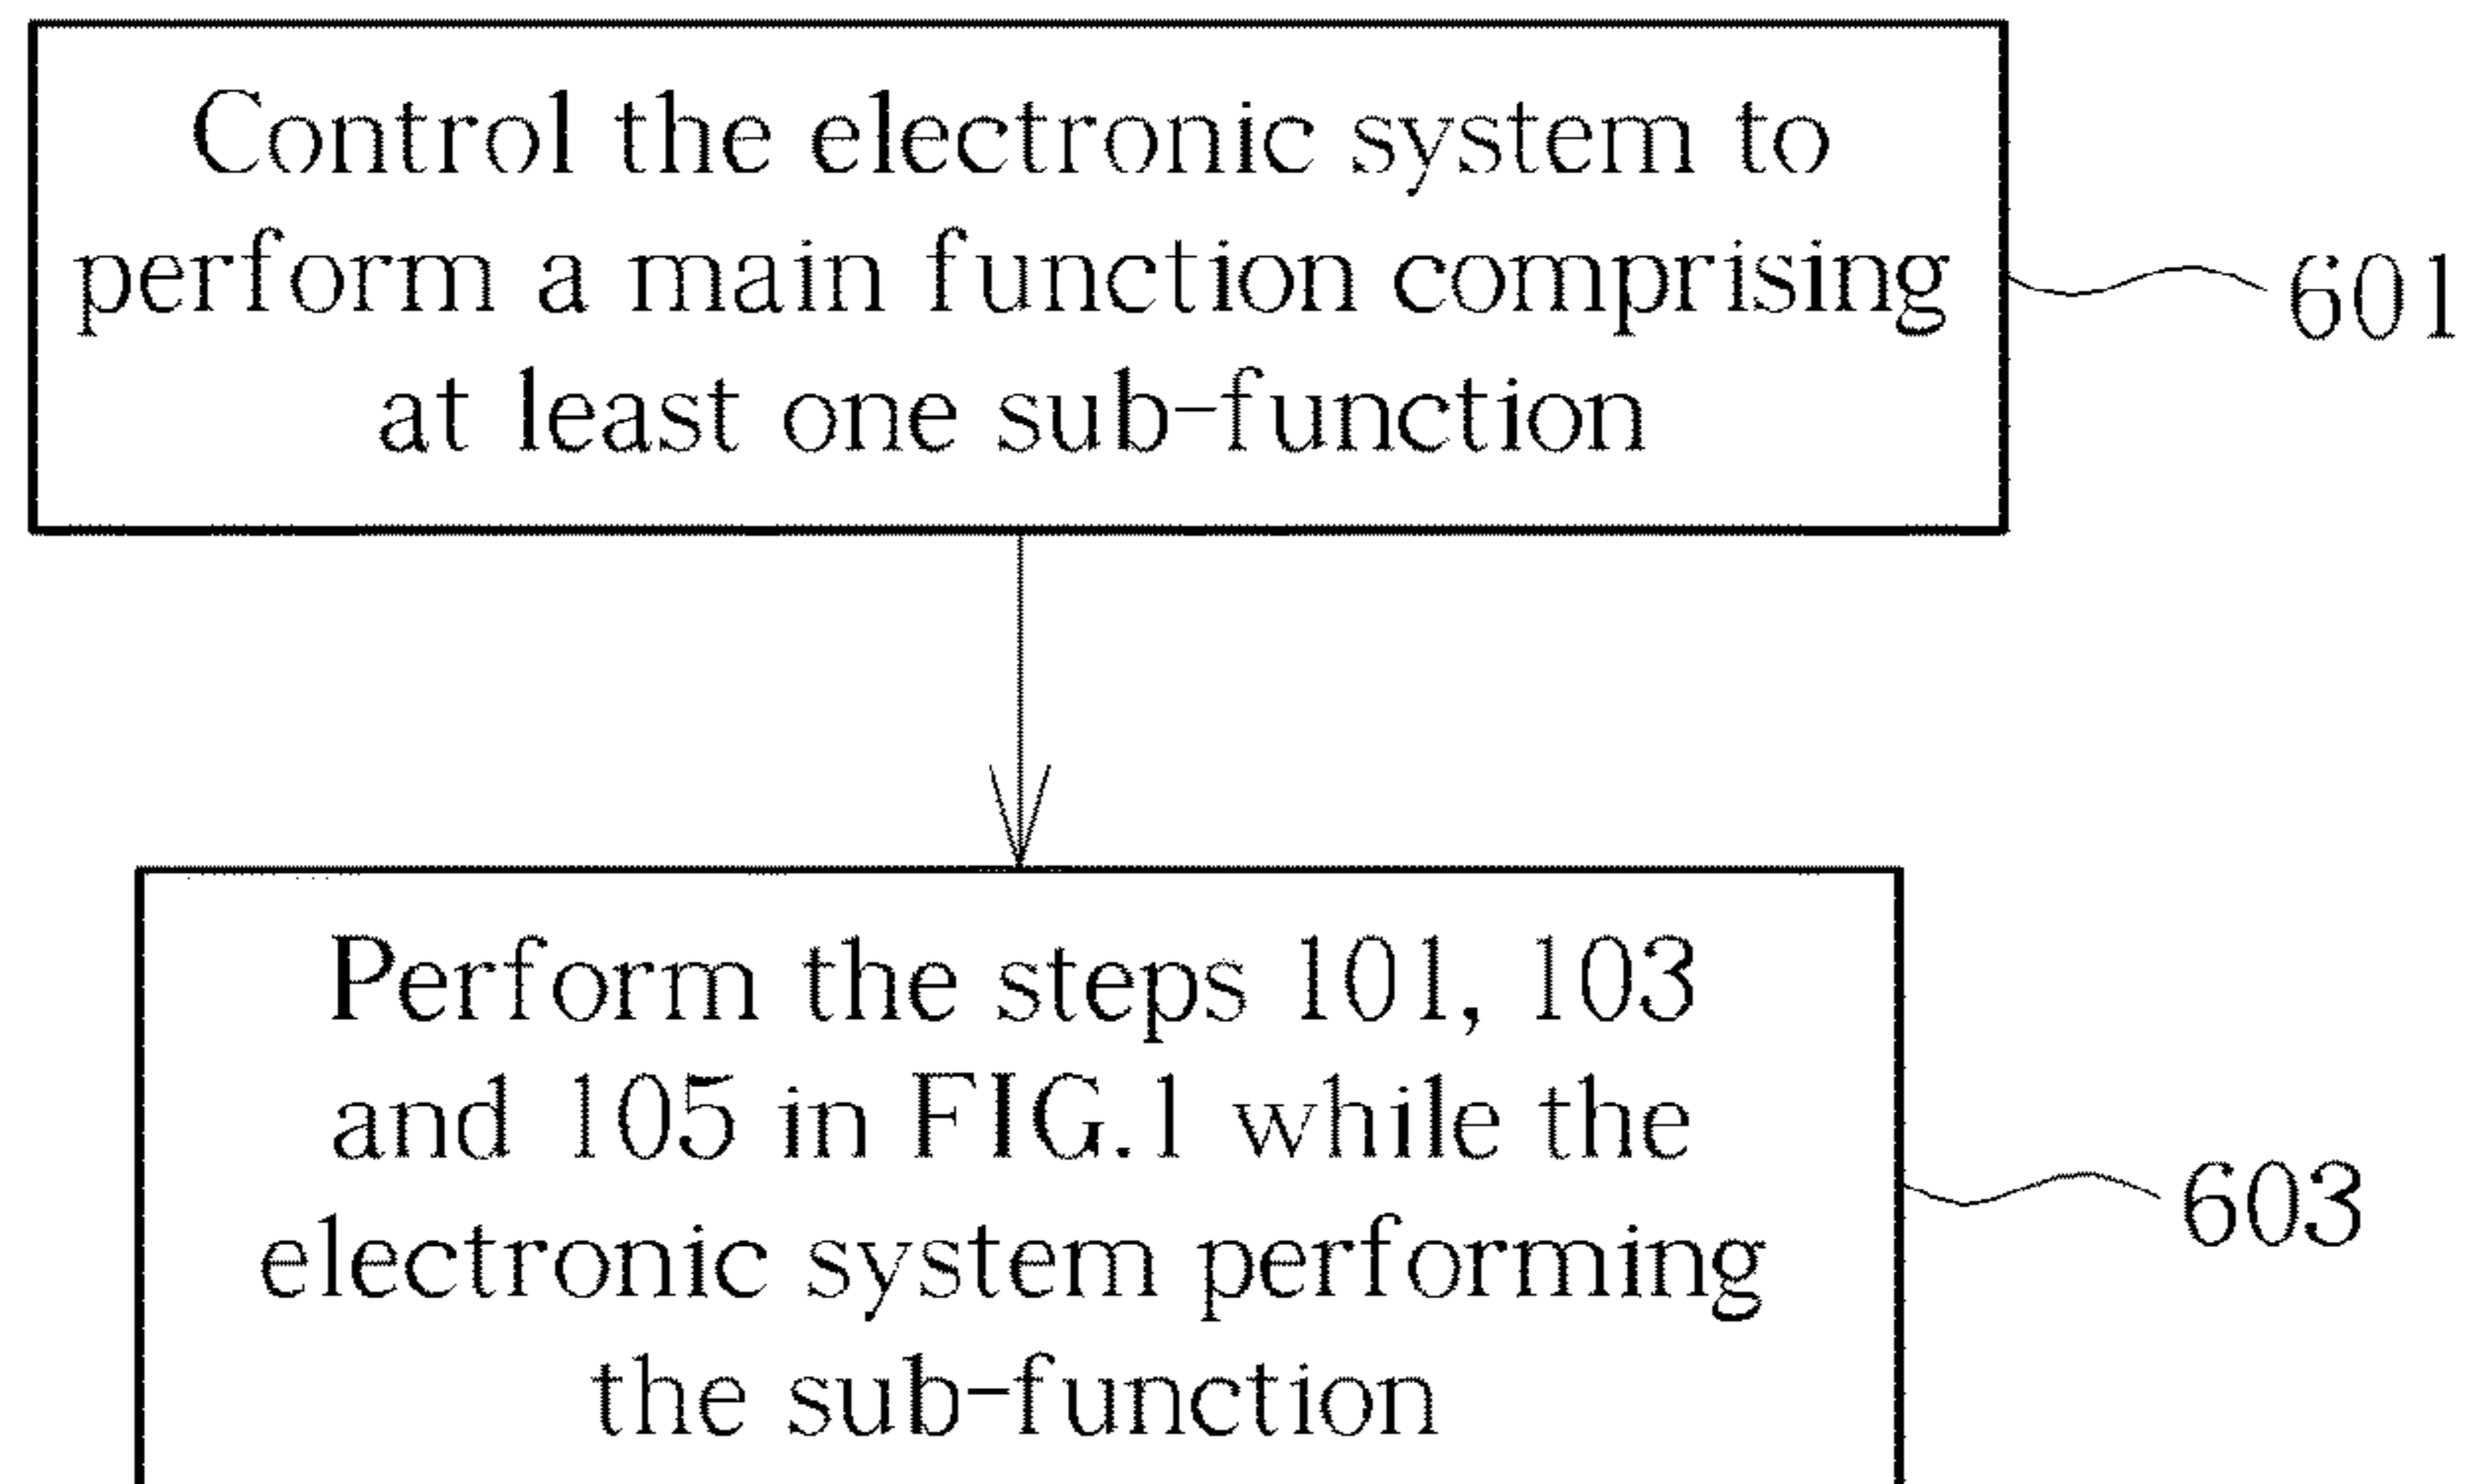 Control the electronic system to
perform a main function comprising
at least one sub-function
601
Perform the steps 101, 103
and 105 in FIG.1 while the
electronic system performing
the sub-function
603